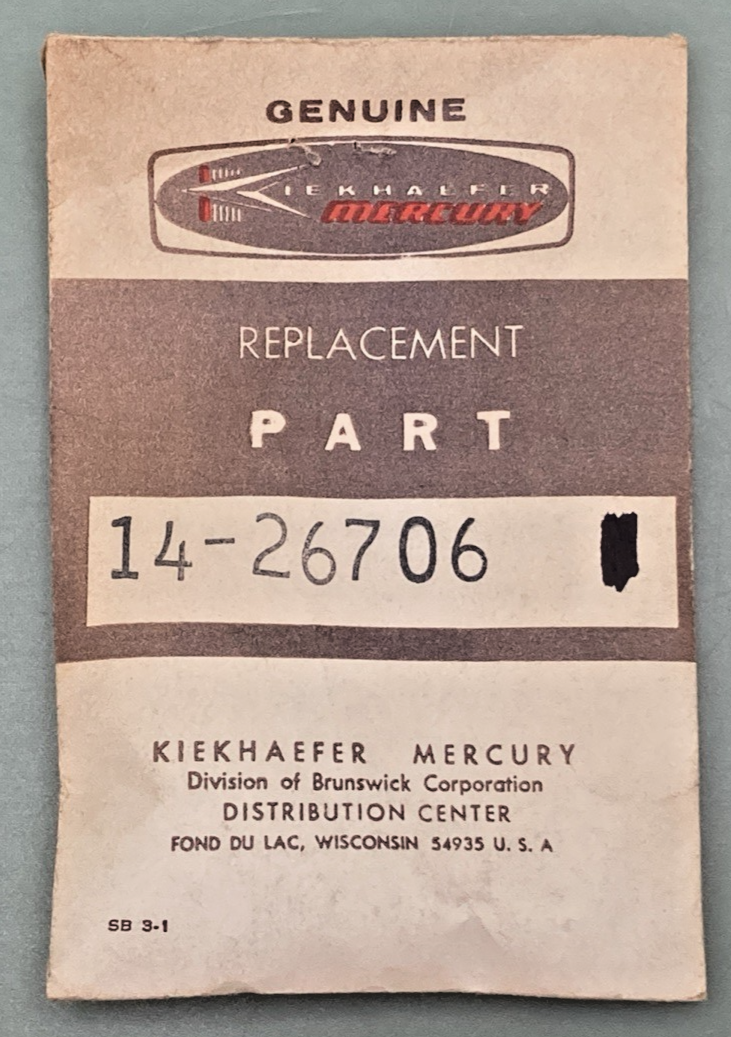 GENUINE
KIEKHAEFER
MERCURY
REPLACEMENT
PART
14-26706
KIEKHAEFER MERCURY
Division of Brunswick Corporation
DISTRIBUTION CENTER
FOND DU LAC, WISCONSIN 54935 U. S. A
SB 3-1